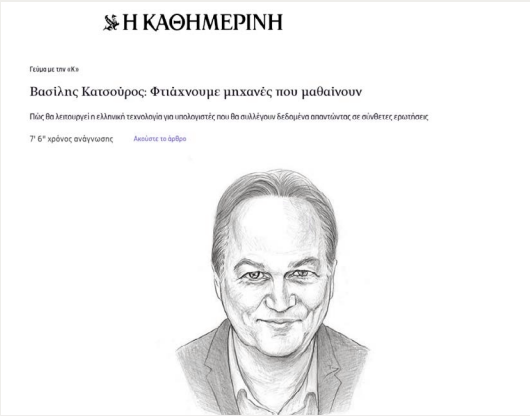 Η ΚΑΘΗΜΕΡΙΝΗ
Γεύμα με την «Κ»
Βασίλης Κατσούρος: Φτιάχνουμε μηχανές που μαθαίνουν
Πώς θα λειτουργεί η ελληνική τεχνολογία για υπολογιστές που θα συλλέγουν δεδομένα απαντώντας σε σύνθετες ερωτήσεις
7' 6" χρόνος ανάγνωσης
Ακούστε το άρθρο